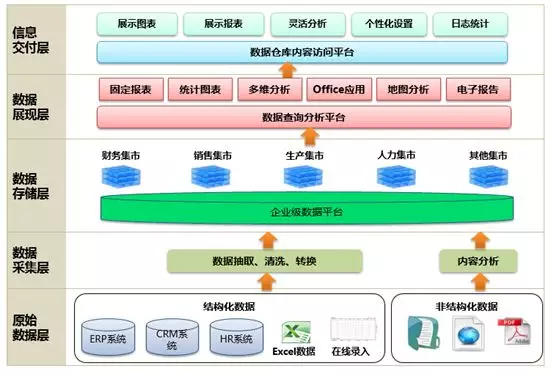 信息
交付层
展示图表
展示报表
灵活分析
个性化设置
日志统计
数据仓库内容访问平台
数据
展现层
固定报表
统计图表
多维分析
Office应用
地图分析
电子报告
数据查询分析平台
数据
存储层
财务集市
销售集市
生产集市
人力集市
其他集市
企业级数据平台
数据
采集层
数据抽取、清洗、转换
内容分析
原始
数据层
结构化数据
ERP系统
CRM系
统
HR系统
Excel数据
在线录入
非结构化数据
PDF
Adobe